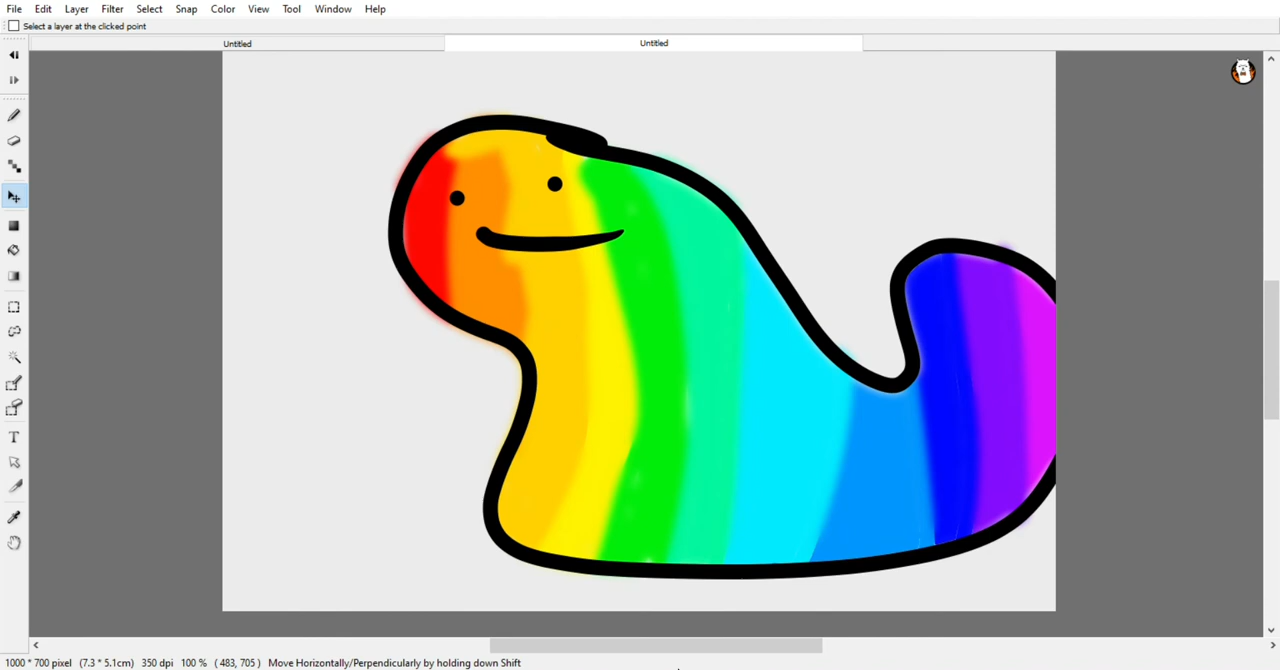 File Edit Layer Filter Select Snap Color View Tool Window Help
Select a layer at the clicked point
Untitled Untitled
T
1000 * 700 pixel (7.3 * 5.1cm) 350 dpi 100 % ( 483, 705 ) Move Horizontally/Perpendicularly by holding down Shift